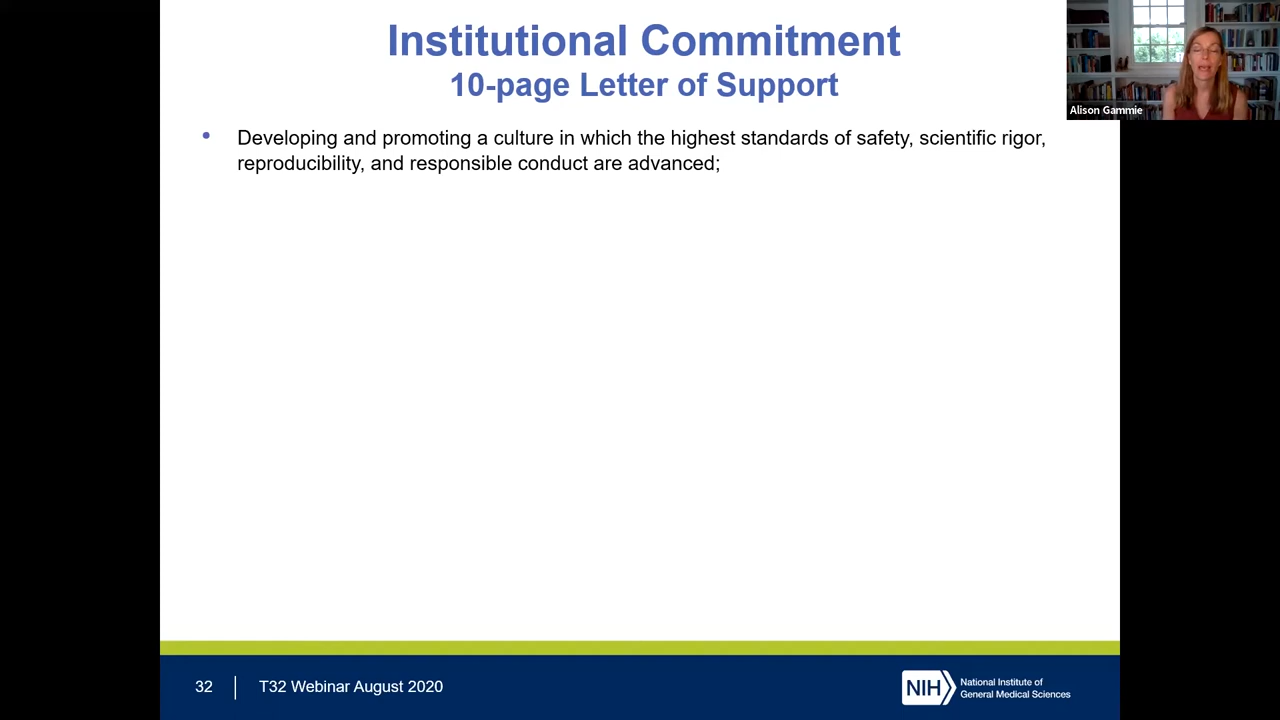 Institutional Commitment
10-page Letter of Support
Alison Gammie
• Developing and promoting a culture in which the highest standards of safety, scientific rigor,
reproducibility, and responsible conduct are advanced;
32 T32 Webinar August 2020
NIH National Institute of
General Medical Sciences